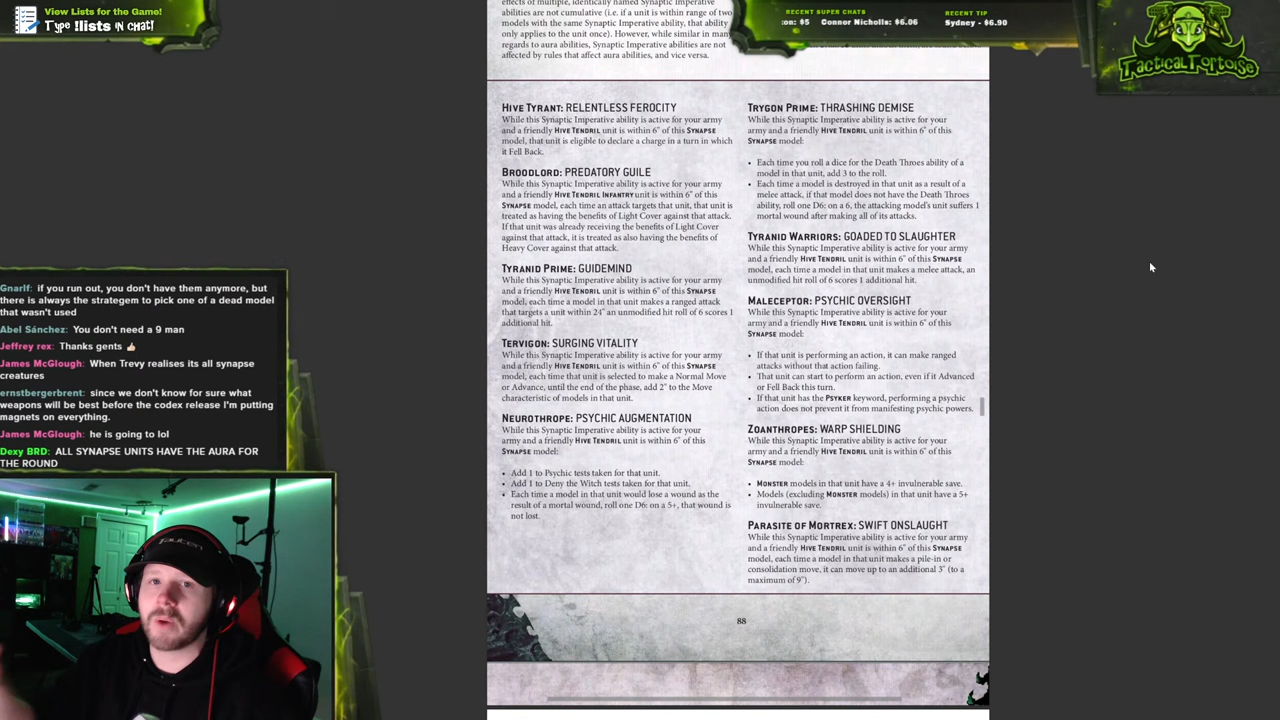 View Lists for the Game!
Type !lists in chat!
RECENT SUPER CHATS
:on: $5 Connor Nicholls: $6.06
RECENT TIP
Sydney - $6.90
TacticalTortoise
effects of multiple, identically named Synaptic Imperative
abilities are not cumulative (i.e. if a unit is within range of two
models with the same Synaptic Imperative ability, that ability
only applies to the unit once). However, while similar in many
regards to aura abilities, Synaptic Imperatives are not
affected by rules that affect aura abilities, and vice versa.
HIVE TYRANT: RELENTLESS FEROCITY
While this Synaptic Imperative ability is active for your army
and a friendly HIVE TENDRIL unit is within 6" of this SYNAPSE
model, that unit is eligible to declare a charge in a turn in which
it Fell Back.
BROODLORD: PREDATORY GUILE
While this Synaptic Imperative ability is active for your army
and a friendly HIVE TENDRIL INFANTRY unit is within 6" of this
SYNAPSE model, each time an attack targets that unit, that unit is
treated as having the benefits of Light Cover against that attack.
If that unit was already receiving the benefits of Light Cover
against that attack, it is treated as also having the benefits of
Heavy Cover against that attack.
TYRANID PRIME: GUIDEMIND
While this Synaptic Imperative ability is active for your army
and a friendly HIVE TENDRIL unit is within 6" of this SYNAPSE
model, each time a model in that unit makes a ranged attack
that targets a unit within 24" an unmodified hit roll of 6 scores 1
additional hit.
TERVIGON: SURGING VITALITY
While this Synaptic Imperative ability is active for your army
and a friendly HIVE TENDRIL unit is within 6" of this SYNAPSE
model, each time that unit is selected to make a Normal Move
or Advance, until the end of the phase, add 2" to the Move
characteristic of models in that unit.
NEUROTHROPE: PSYCHIC AUGMENTATION
While this Synaptic Imperative ability is active for your
army and a friendly HIVE TENDRIL unit is within 6" of this
SYNAPSE model:
• Add 1 to Psychic tests taken for that unit.
• Add 1 to Deny the Witch tests taken for that unit.
• Each time a model in that unit would lose a wound as the
result of a mortal wound, roll one D6: on a 5+, that wound is
not lost.
TRYGON PRIME: THRASHING DEMISE
While this Synaptic Imperative ability is active for your
army and a friendly HIVE TENDRIL unit is within 6" of this
SYNAPSE model:
• Each time you roll a dice for the Death Throes ability of a
model in that unit, add 3 to the roll.
• Each time a model is destroyed in that unit as a result of a
melee attack, if that model does not have the Death Throes
ability, roll one D6: on a 6, the attacking model's unit suffers 1
mortal wound after making all of its attacks.
TYRANID WARRIORS: GOADED TO SLAUGHTER
While this Synaptic Imperative ability is active for your army
and a friendly HIVE TENDRIL unit is within 6" of this SYNAPSE
model, each time a model in that unit makes a melee attack, an
unmodified hit roll of 6 scores 1 additional hit.
MALECEPTOR: PSYCHIC OVERSIGHT
While this Synaptic Imperative ability is active for your
army and a friendly HIVE TENDRIL unit is within 6" of this
SYNAPSE model:
• If that unit is performing an action, it can make ranged
attacks without that action failing.
• That unit can start to perform an action, even if it Advanced
or Fell Back this turn.
• If that unit has the PSYKER keyword, performing a psychic
action does not prevent it from manifesting psychic powers.
ZOANTHROPES: WARP SHIELDING
While this Synaptic Imperative ability is active for your
army and a friendly HIVE TENDRIL unit is within 6" of this
SYNAPSE model:
• MONSTER models in that unit have a 4+ invulnerable save.
• Models (excluding MONSTER models) in that unit have a 5+
invulnerable save.
PARASITE OF MORTREX: SWIFT ONSLAUGHT
While this Synaptic Imperative ability is active for your army
and a friendly HIVE TENDRIL unit is within 6" of this SYNAPSE
model, each time a model in that unit makes a pile-in or
consolidation move, it can move up to an additional 3" (to a
maximum of 9").
88
Gnarlf: if you run out, you don't have them anymore, but
there is always the strategem to pick one of a dead model
that wasn't used
Abel Sánchez: You don't need a 9 man
Jeffrey rex: Thanks gents 👍🏻
James McGlough: When Trevy realises its all synapse
creatures
ernstbergerbrent: since we don't know for sure what
weapons will be best before the codex release I'm putting
magnets on everything.
James McGlough: he is going to lol
Dexy BRD: ALL SYNAPSE UNITS HAVE THE AURA FOR
THE ROUND